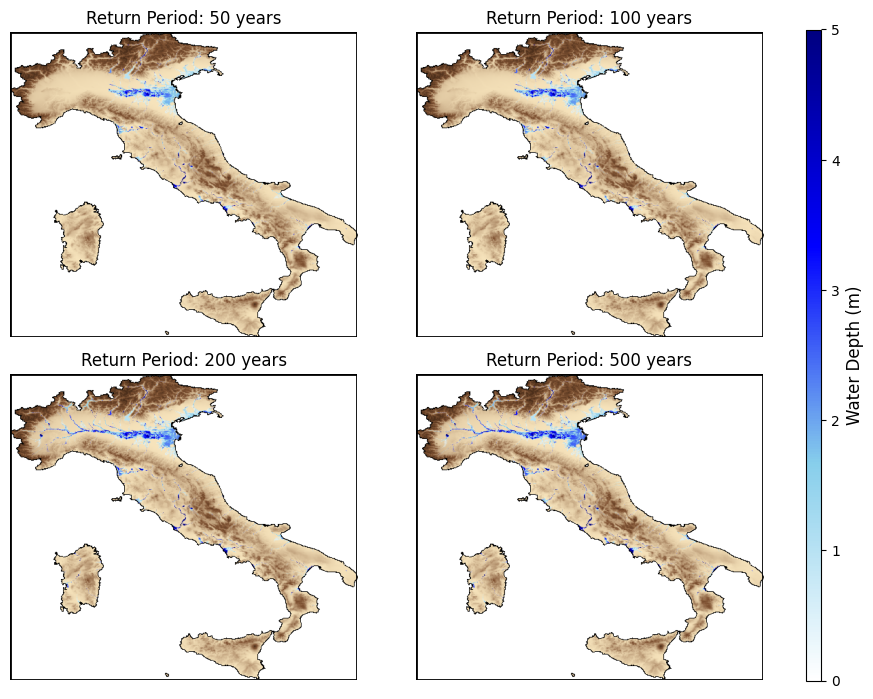 Return Period: 50 years
Return Period: 100 years
Return Period: 200 years
Return Period: 500 years
5
4
3
2
1
0
Water Depth (m)